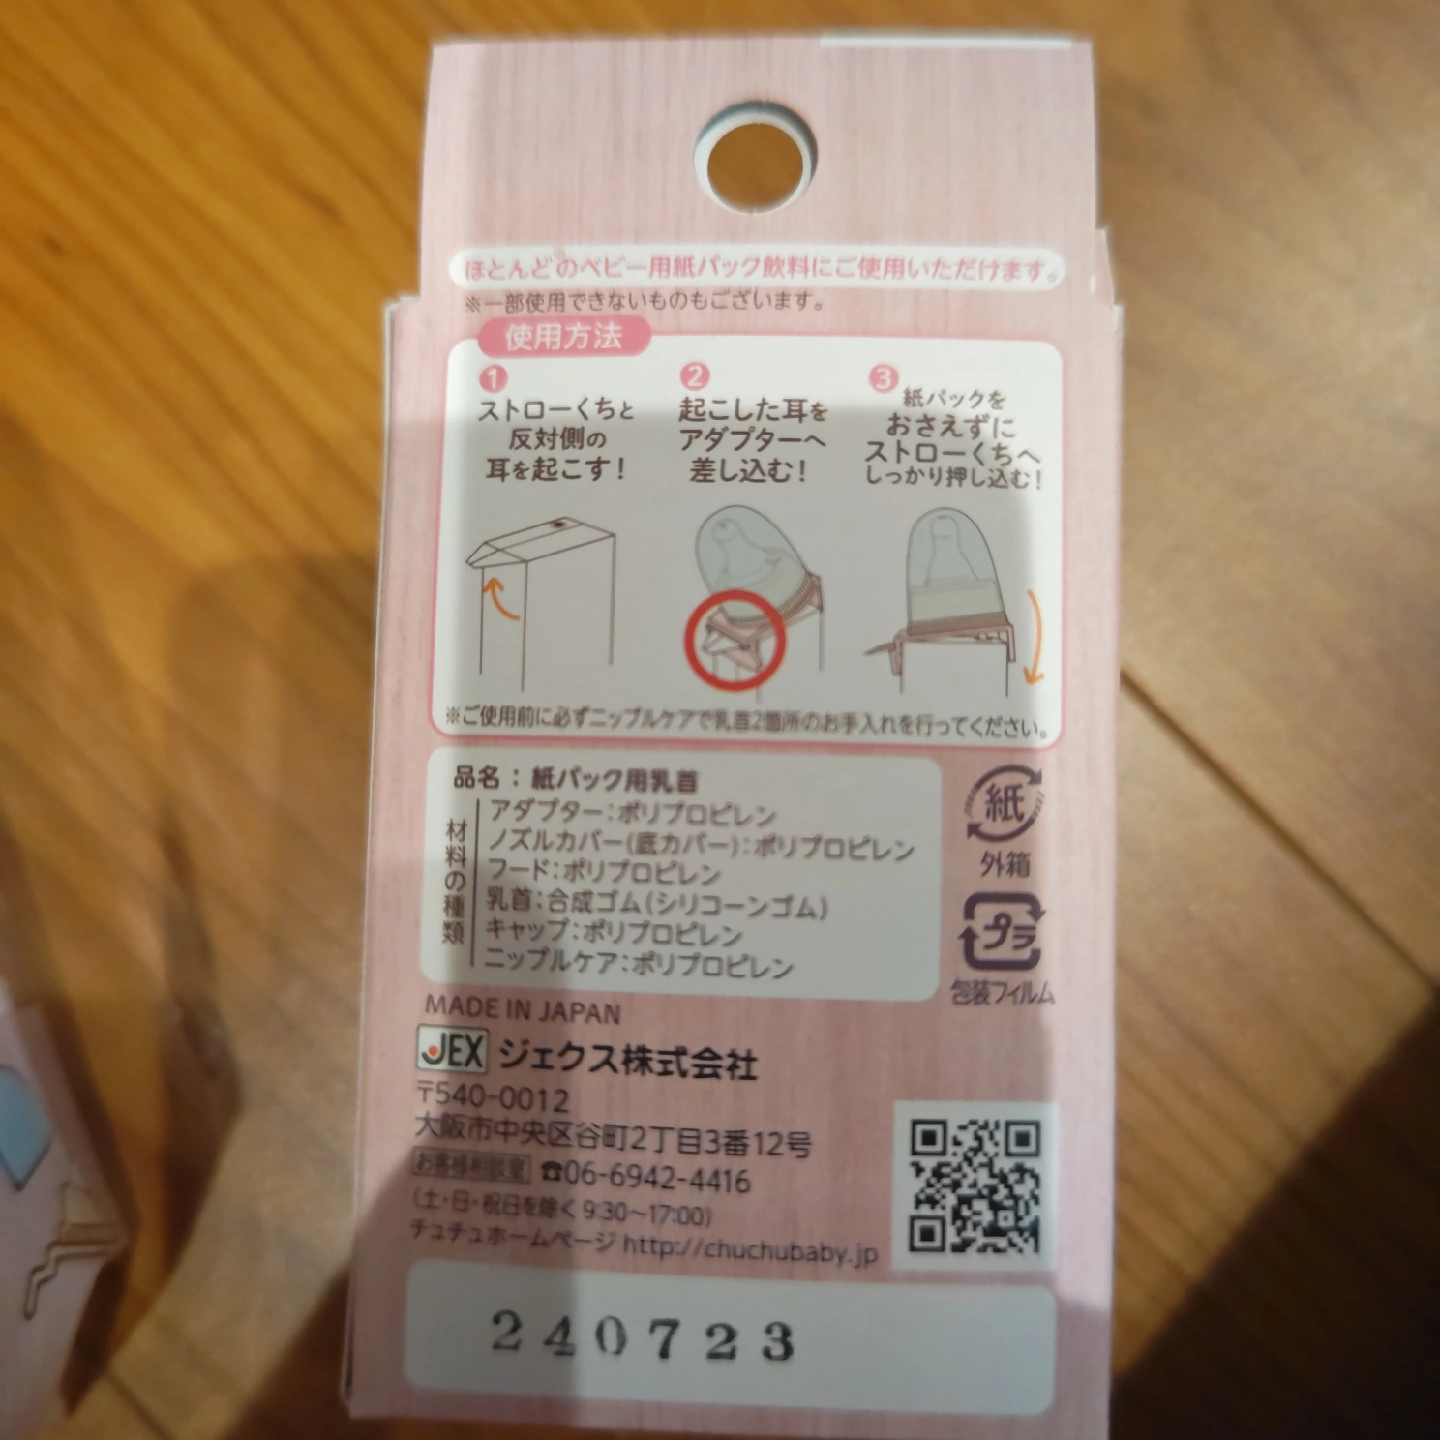 ほとんどのベビー用紙パック飲料にご使用いただけます。
※一部使用できないものもございます。
使用方法
1
ストローくちと
反対側の
耳を起こす!
2
起こした耳を
アダプターへ
差し込む!
3
紙パックを
おさえずに
ストローくちへ
しっかり押し込む!
※ご使用前に必ずニップルケアで乳首2箇所のお手入れを行ってください。
品名:紙パック用乳首
材料の種類
アダプター:ポリプロピレン
ノズルカバー(底カバー):ポリプロピレン
フード:ポリプロピレン
乳首:合成ゴム(シリコーンゴム)
キャップ:ポリプロピレン
ニップルケア:ポリプロピレン
紙
外箱
プラ
包装フィルム
MADE IN JAPAN
JEX ジェクス株式会社
〒540-0012
大阪市中央区谷町2丁目3番12号
お客様相談室 ☎06-6942-4416
(土・日・祝日を除く 9:30〜17:00)
チュチュホームページ http://chuchubaby.jp
240723